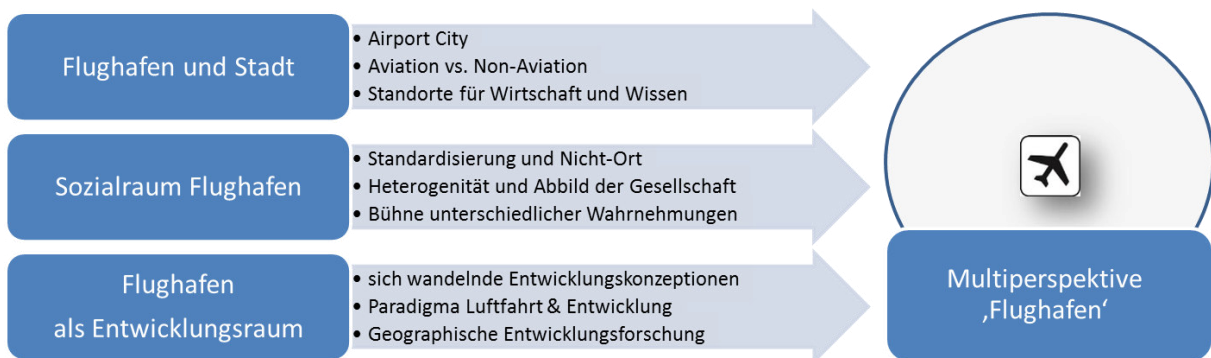 Flughafen und Stadt
• Airport City
• Aviation vs. Non-Aviation
• Standorte für Wirtschaft und Wissen
Sozialraum Flughafen
• Standardisierung und Nicht-Ort
• Heterogenität und Abbild der Gesellschaft
• Bühne unterschiedlicher Wahrnehmungen
Flughafen
als Entwicklungsraum
• sich wandelnde Entwicklungskonzeptionen
• Paradigma Luftfahrt & Entwicklung
• Geographische Entwicklungsforschung
Multiperspektive
‚Flughafen‘